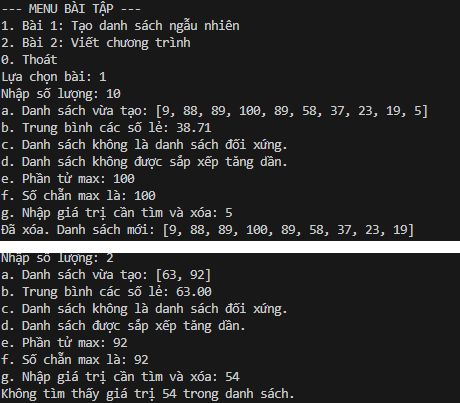 --- MENU BÀI TẬP ---
1. Bài 1: Tạo danh sách ngẫu nhiên
2. Bài 2: Viết chương trình
0. Thoát
Lựa chọn bài: 1
Nhập số lượng: 10
a. Danh sách vừa tạo: [9, 88, 89, 100, 89, 58, 37, 23, 19, 5]
b. Trung bình các số lẻ: 38.71
c. Danh sách không là danh sách đối xứng.
d. Danh sách không được sắp xếp tăng dần.
e. Phần tử max: 100
f. Số chẵn max là: 100
g. Nhập giá trị cần tìm và xóa: 5
Đã xóa. Danh sách mới: [9, 88, 89, 100, 89, 58, 37, 23, 19]
Nhập số lượng: 2
a. Danh sách vừa tạo: [63, 92]
b. Trung bình các số lẻ: 63.00
c. Danh sách không là danh sách đối xứng.
d. Danh sách được sắp xếp tăng dần.
e. Phần tử max: 92
f. Số chẵn max là: 92
g. Nhập giá trị cần tìm và xóa: 54
Không tìm thấy giá trị 54 trong danh sách.